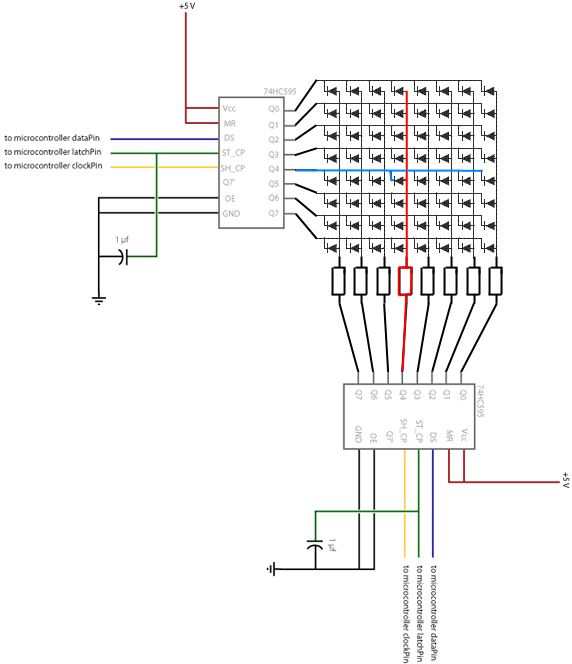 +5 V
74HC595
Vcc
MR
DS
ST_CP
SH_CP
Q7'
OE
GND
Q0
Q1
Q2
Q3
Q4
Q5
Q6
Q7
to microcontroller dataPin
to microcontroller latchPin
to microcontroller clockPin
1 µf
74HC595
Q7
Q6
Q5
Q4
Q3
Q2
Q1
Q0
GND
OE
Q7'
SH_CP
ST_CP
DS
MR
Vcc
+5 V
1 µf
to microcontroller clockPin
to microcontroller latchPin
to microcontroller dataPin